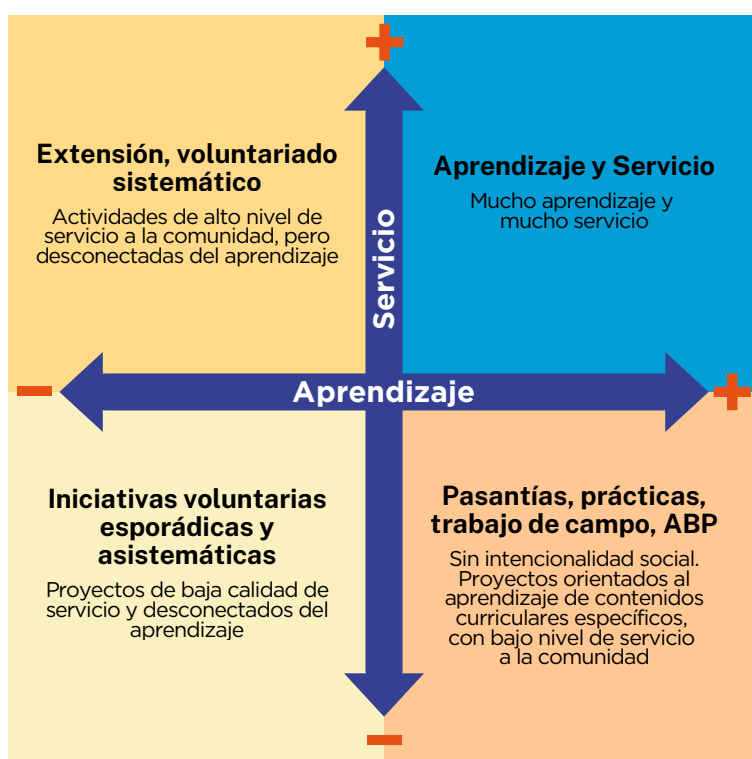 Extensión, voluntariado
sistemático
Actividades de alto nivel de
servicio a la comunidad, pero
desconectadas del aprendizaje
Aprendizaje y Servicio
Mucho aprendizaje y
mucho servicio
Servicio
Aprendizaje
Iniciativas voluntarias
esporádicas y
asistemáticas
Proyectos de baja calidad de
servicio y desconectados del
aprendizaje
Pasantías, prácticas,
trabajo de campo, ABP
Sin intencionalidad social.
Proyectos orientados al
aprendizaje de contenidos
curriculares específicos,
con bajo nivel de servicio
a la comunidad